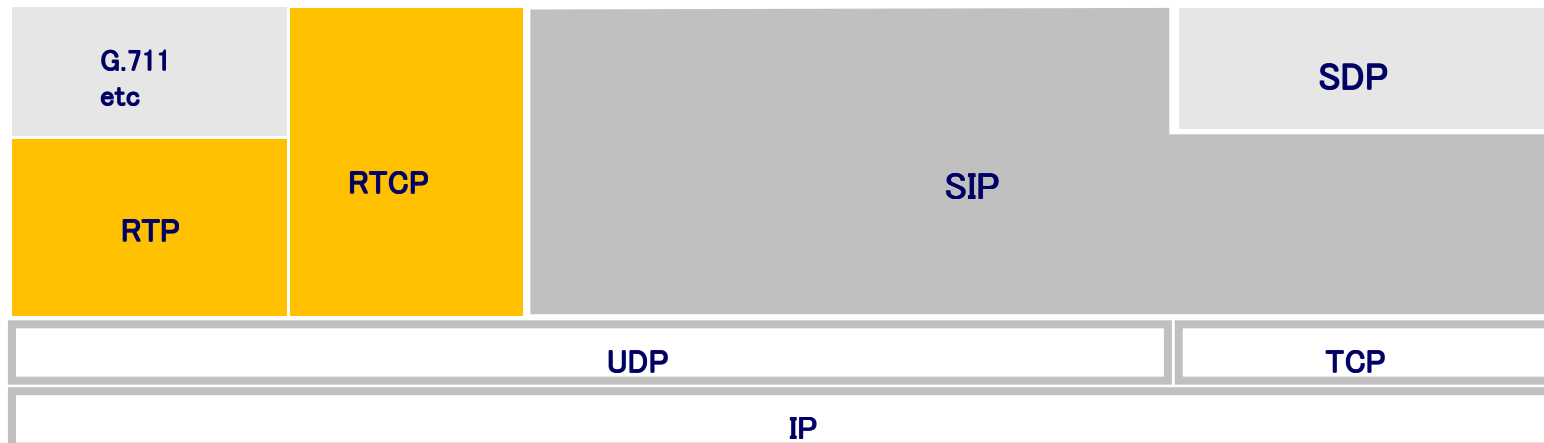 G.711
etc
SDP
RTCP
SIP
RTP
UDP
TCP
IP